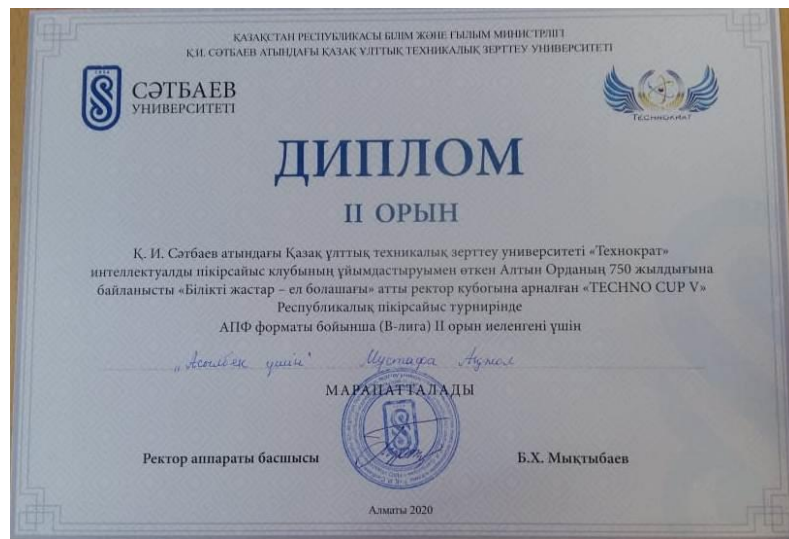 ҚАЗАҚСТАН РЕСПУБЛИКАСЫ БІЛІМ ЖӘНЕ ҒЫЛЫМ МИНИСТРЛІГІ
Қ.И. СӘТБАЕВ АТЫНДАҒЫ ҚАЗАҚ ҰЛТТЫҚ ТЕХНИКАЛЫҚ ЗЕРТТЕУ УНИВЕРСИТЕТІ
СӘТБАЕВ
УНИВЕРСИТЕТІ
ТЕСНNОКРАТ
ДИПЛОМ
II ОРЫН
Қ. И. Сәтбаев атындағы Қазақ ұлттық техникалық зерттеу университеті «Технократ»
интеллектуалды пікірсайыс клубының ұйымдастыруымен өткен Алтын Орданың 750 жылдығына
байланысты «Білікті жастар – ел болашағы» атты ректор кубогына арналған «TECHNO CUP V»
Республикалық пікірсайыс турнирінде
АПФ форматы бойынша (В-лига) II орын иеленгені үшін
„Асылбек үшін" Мустафа Ақжол
МАРАПАТТАЛАДЫ
Ректор аппараты басшысы
Б.Х. Мықтыбаев
Алматы 2020